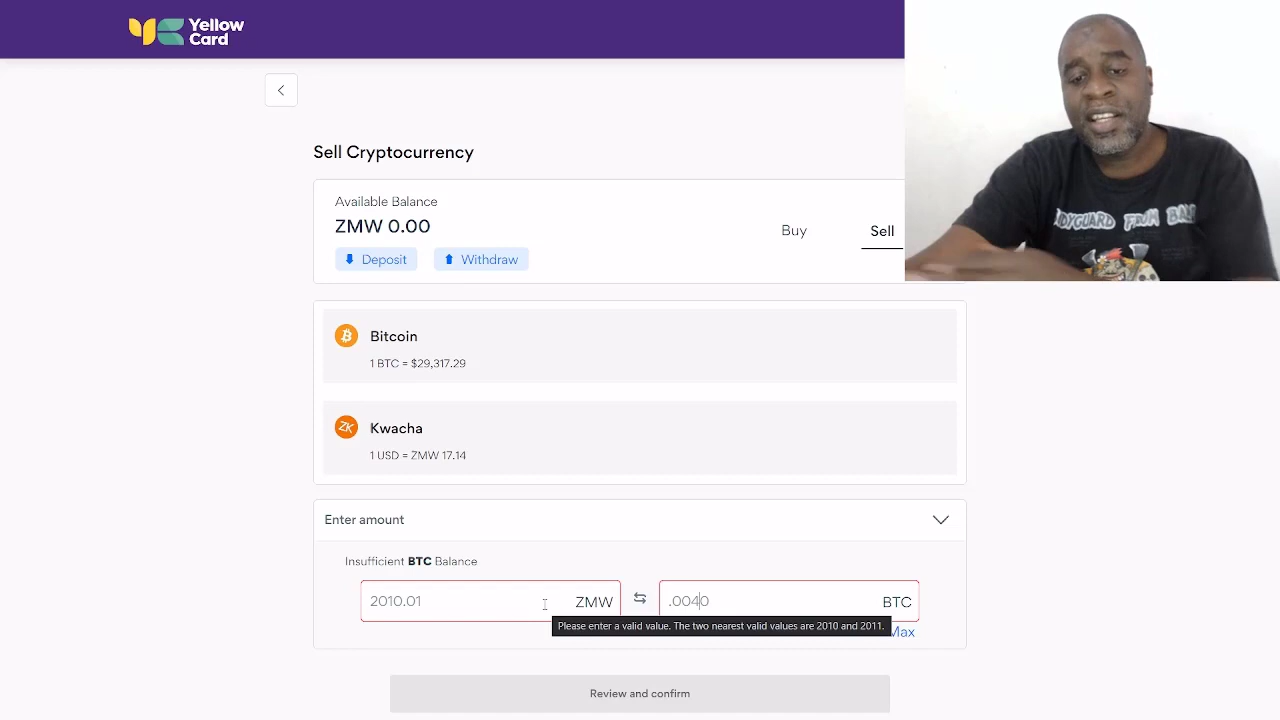 Yellow
Card
Sell Cryptocurrency
Available Balance
ZMW 0.00
Buy
Sell
Deposit
Withdraw
Bitcoin
1 BTC = $29,317.29
ZK
Kwacha
1 USD = ZMW 17.14
Enter amount
Insufficient BTC Balance
2010.01 ZMW
.0040 BTC
Please enter a valid value. The two nearest valid values are 2010 and 2011.
Max
Review and confirm
FROM